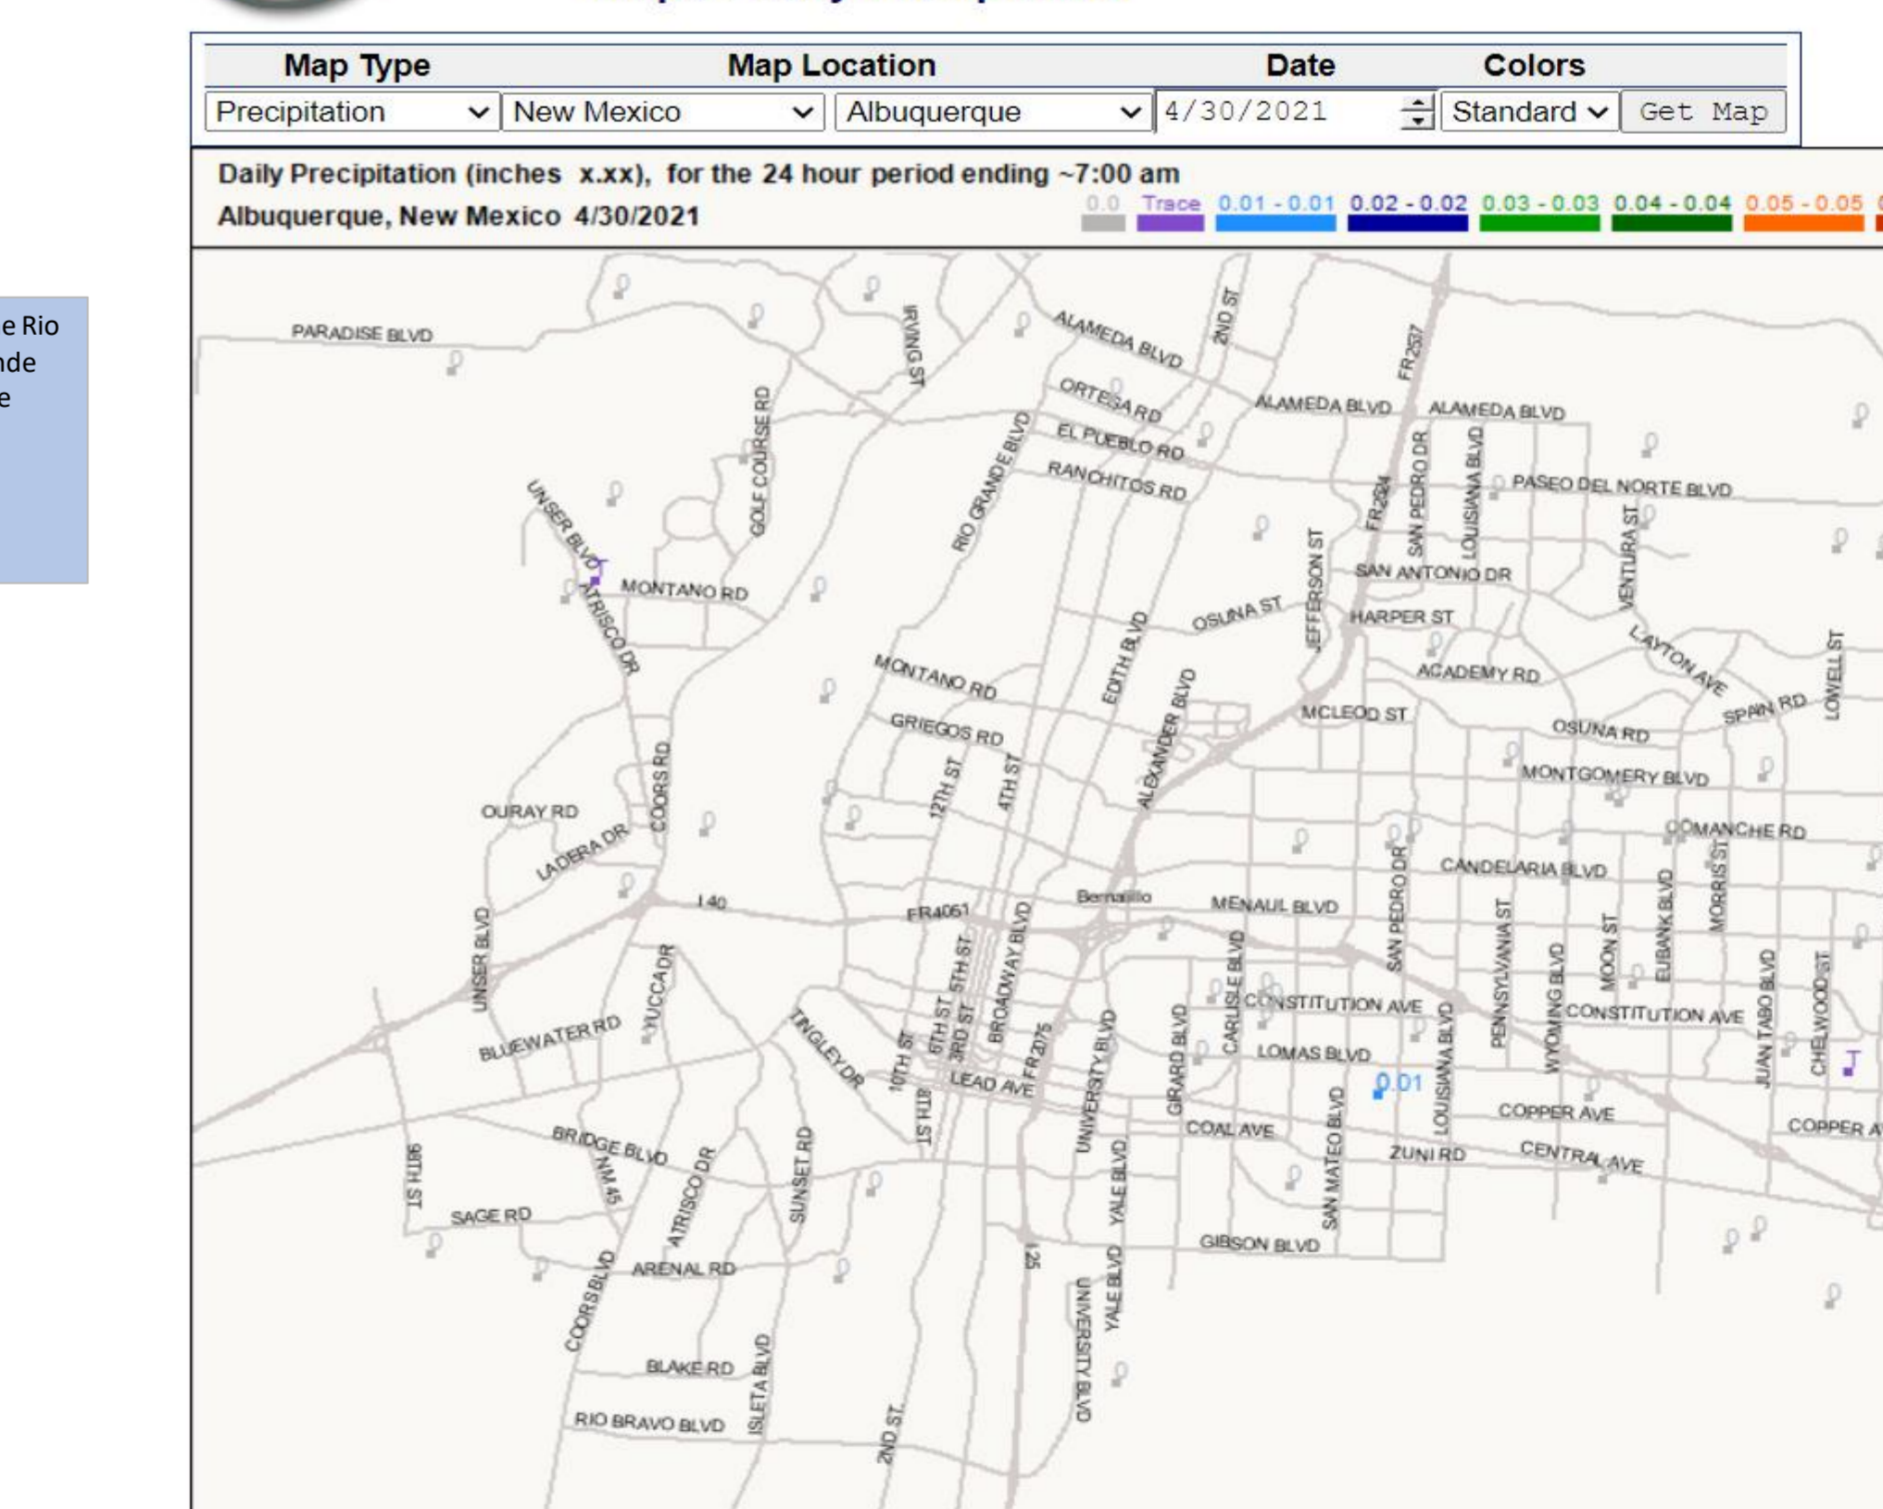 Map Type Map Location Date Colors
Precipitation New Mexico Albuquerque 4/30/2021 Standard Get Map
Daily Precipitation (inches x.xx), for the 24 hour period ending ~7:00 am
Albuquerque, New Mexico 4/30/2021
0.0 Trace 0.01 - 0.01 0.02 - 0.02 0.03 - 0.03 0.04 - 0.04 0.05 - 0.05
e Rio
nde
e
PARADISE BLVD
IRVING ST
ALAMEDA BLVD
2ND ST
FR2537
ORTEGA RD
ALAMEDA BLVD
ALAMEDA BLVD
GOLF COURSE RD
EL PUEBLO RD
RIO GRANDE BLVD
RANCHITOS RD
SAN PEDRO DR
LOUISIANA BLVD
PASEO DEL NORTE BLVD
UNSER BLVD
T
JEFFERSON ST
VENTURA ST
SAN ANTONIO DR
MONTANO RD
ATRISCO DR
OSUNA ST
HARPER ST
EDITH BLVD
LAYTON AVE
LOWELL ST
MONTANO RD
ACADEMY RD
ALEXANDER BLVD
MCLEOD ST
SPAIN RD
GRIEGOS RD
OSUNA RD
COORS RD
12TH ST
4TH ST
MONTGOMERY BLVD
OURAY RD
LADERA DR
COMANCHE RD
CANDELARIA BLVD
SAN PEDRO DR
MORRIS ST
I 40
FR4051
Bernalillo
MENAUL BLVD
UNSER BLVD
YUCCA DR
5TH ST
BROADWAY BLVD
CARLISLE BLVD
PENNSYLVANIA ST
WYOMING BLVD
MOON ST
EUBANK BLVD
JUAN TABO BLVD
CHELWOOD ST
CONSTITUTION AVE
CONSTITUTION AVE
BLUEWATER RD
TINGLEY DR
10TH ST
6TH ST
3RD ST
FR2075
UNIVERSITY BLVD
GIRARD BLVD
LOMAS BLVD
LOUISIANA BLVD
T
LEAD AVE
0.01
8TH ST
COPPER AVE
COPPER A
COAL AVE
SAN MATEO BLVD
BRIDGE BLVD
ZUNI RD
CENTRAL AVE
98TH ST
NM 45
ATRISCO DR
SUNSET RD
YALE BLVD
SAGE RD
GIBSON BLVD
I 25
ARENAL RD
COORS BLVD
YALE BLVD
UNIVERSITY BLVD
BLAKE RD
ISLETA BLVD
RIO BRAVO BLVD
2ND ST